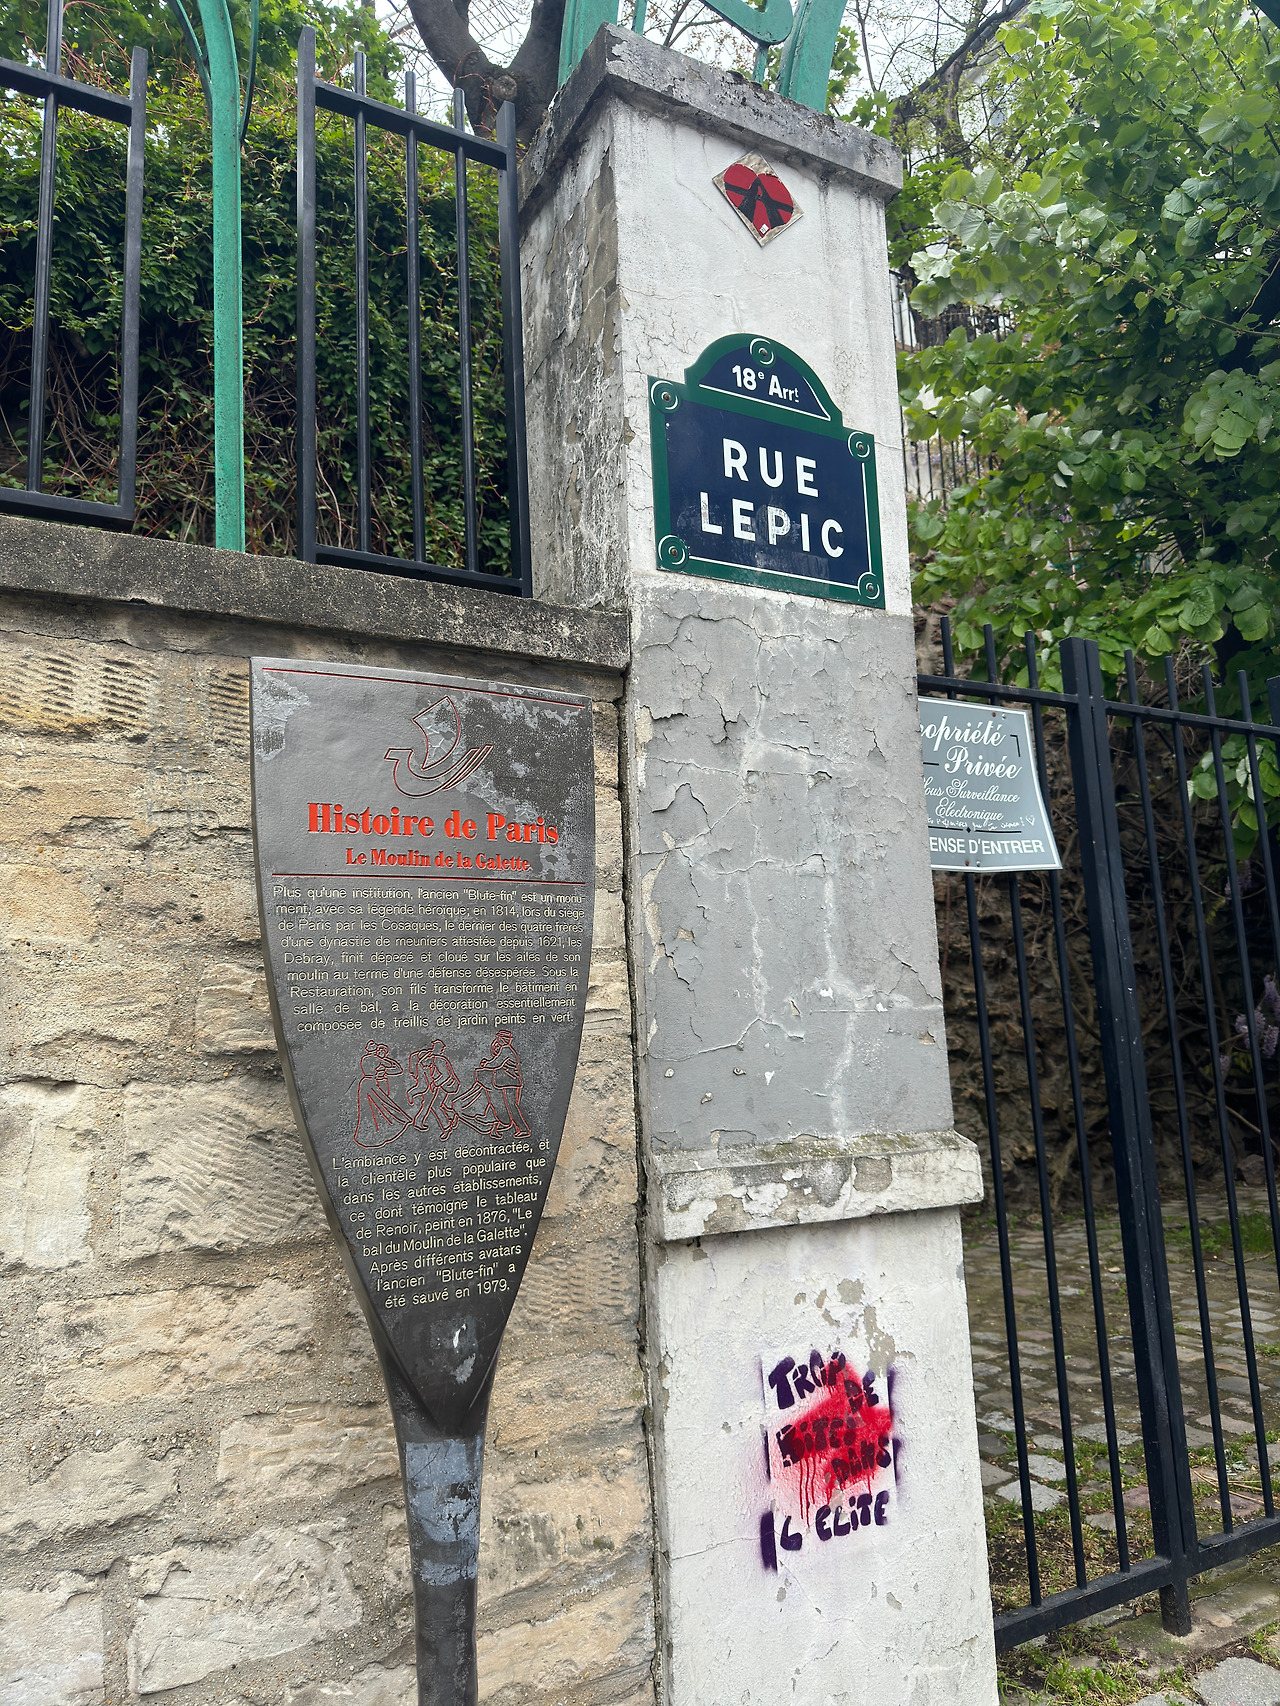 18e Arrt
RUE
LEPIC
Histoire de Paris
Le Moulin de la Galette
Plus qu'une institution, l'ancien "Blute-fin" est un monu-
ment, avec sa légende héroïque; en 1814, lors du siège
de Paris par les Cosaques, le dernier des quatre frères
d'une dynastie de meuniers attestée depuis 1621, les
Debray, finit dépecé et cloué sur les ailes de son
moulin au terme d'une défense désespérée. Sous la
Restauration, son fils transforme le bâtiment en
salle de bal, à la décoration essentiellement
composée de treillis de jardin peints en vert.
L'ambiance y est décontractée, et
la clientèle plus populaire que
dans les autres établissements,
ce dont témoigne le tableau
de Renoir, peint en 1876, "Le
bal du Moulin de la Galette".
Après différents avatars
l'ancien "Blute-fin" a
été sauvé en 1979.
opriété
Privée
ous Surveillance
Electronique
ENSE D'ENTRER
TROP
DE
DANS
L ELITE